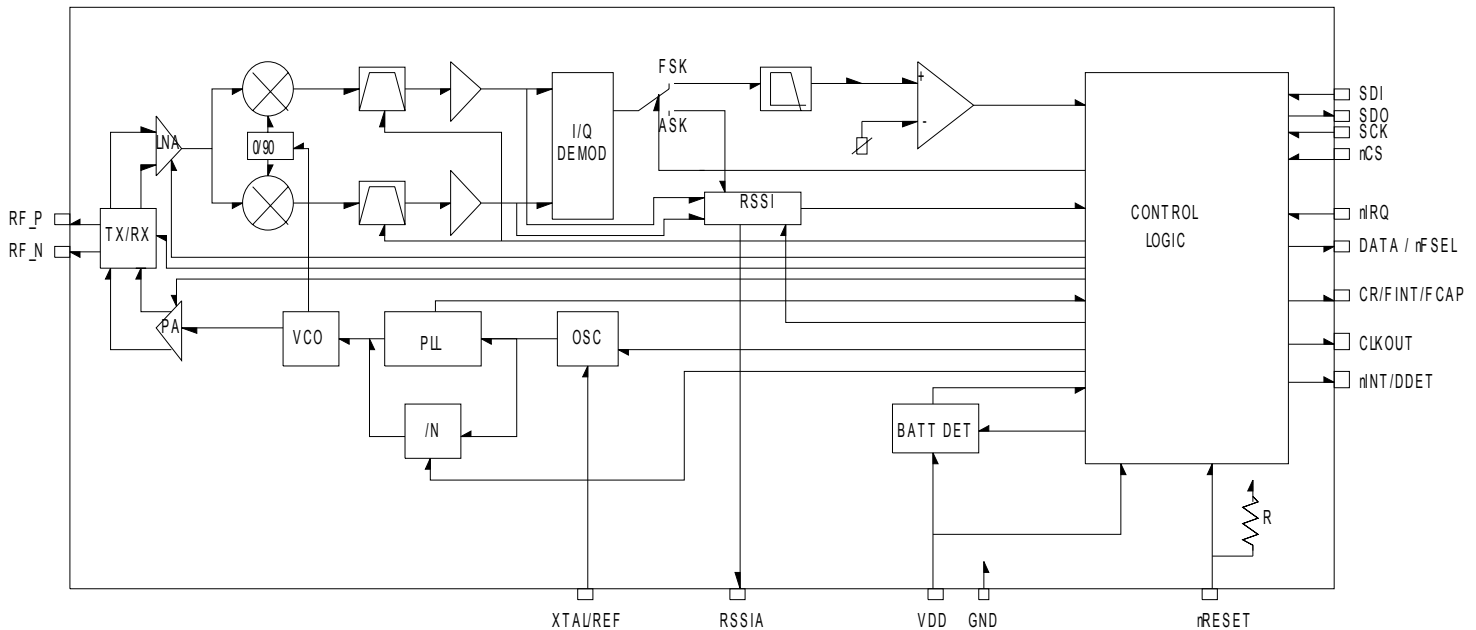 FSK
ASK
LNA
0/90
I/Q
DEMOD
+
-
RSSI
CONTROL
LOGIC
SDI
SDO
SCK
nCS
nIRQ
DATA / nFSEL
CR/FINT/FCAP
CLKOUT
nINT/DDET
RF_P
RF_N
TX/RX
PA
VCO
PLL
OSC
/N
BATT DET
R
XTAL/REF
RSSIA
VDD
GND
nRESET